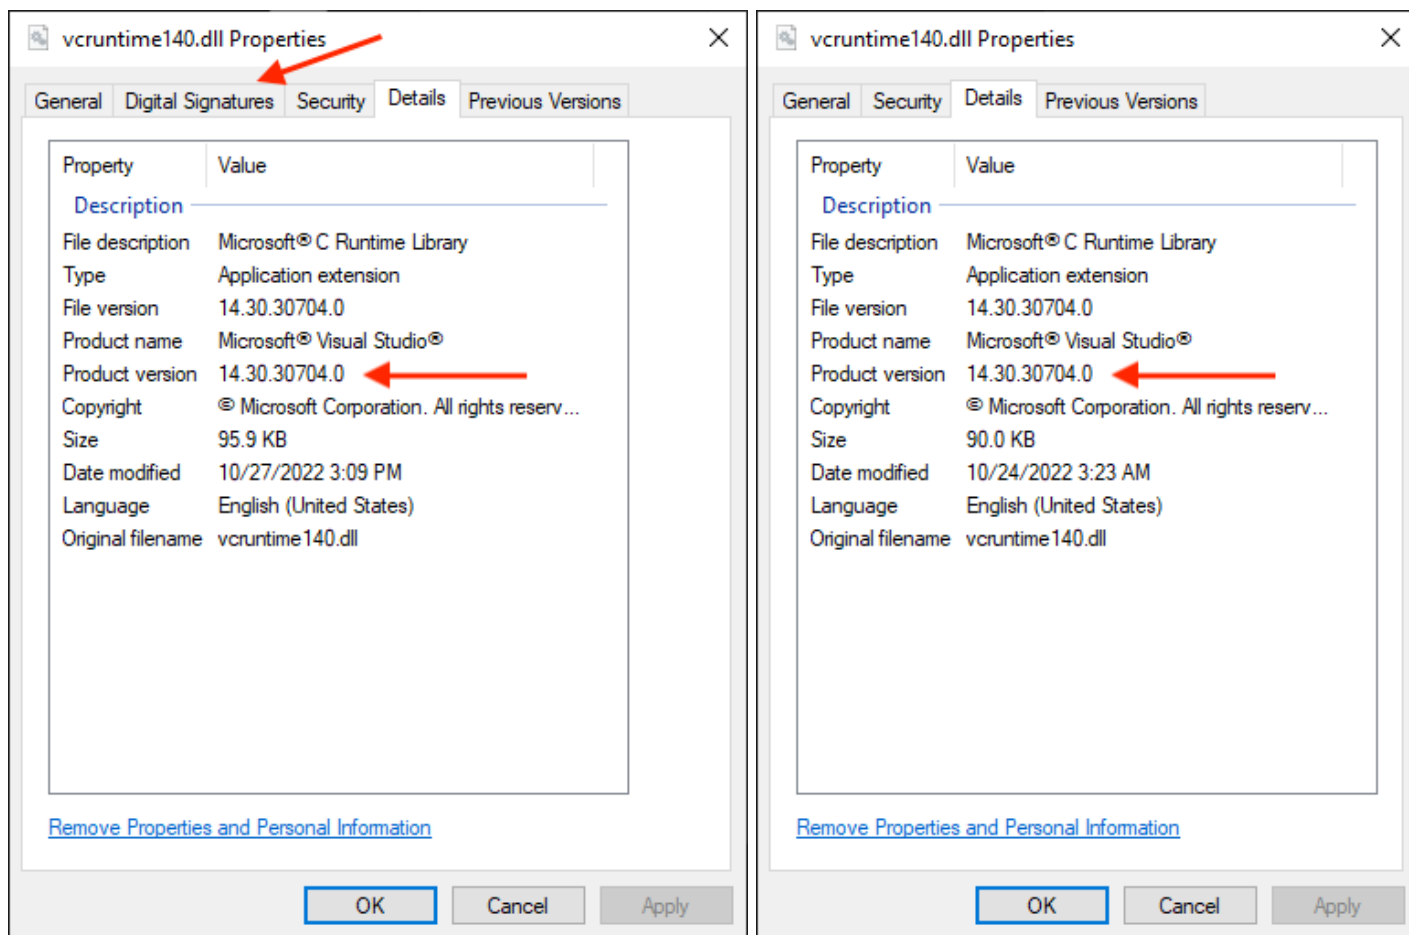 vcruntime140.dll Properties
General Digital Signatures Security Details Previous Versions
Property Value
Description
File description Microsoft® C Runtime Library
Type Application extension
File version 14.30.30704.0
Product name Microsoft® Visual Studio®
Product version 14.30.30704.0
Copyright © Microsoft Corporation. All rights reserv...
Size 95.9 KB
Date modified 10/27/2022 3:09 PM
Language English (United States)
Original filename vcruntime140.dll
Remove Properties and Personal Information
OK Cancel Apply
vcruntime140.dll Properties
General Security Details Previous Versions
Property Value
Description
File description Microsoft® C Runtime Library
Type Application extension
File version 14.30.30704.0
Product name Microsoft® Visual Studio®
Product version 14.30.30704.0
Copyright © Microsoft Corporation. All rights reserv...
Size 90.0 KB
Date modified 10/24/2022 3:23 AM
Language English (United States)
Original filename vcruntime140.dll
Remove Properties and Personal Information
OK Cancel Apply